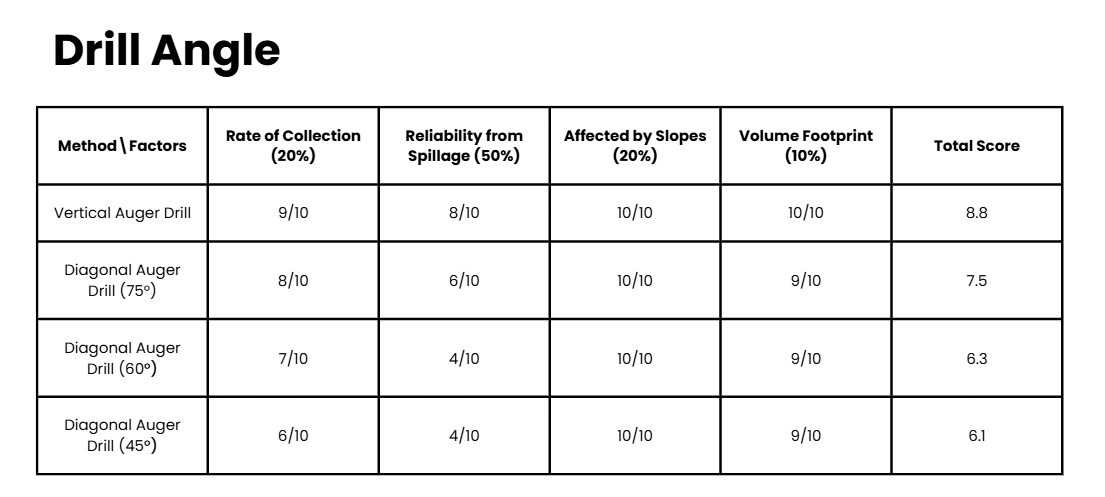 Drill Angle
Method\Factors
Rate of Collection
(20%)
Reliability from
Spillage (50%)
Affected by Slopes
(20%)
Volume Footprint
(10%)
Total Score
Vertical Auger Drill
9/10
8/10
10/10
10/10
8.8
Diagonal Auger
Drill (75°)
8/10
6/10
10/10
9/10
7.5
Diagonal Auger
Drill (60°)
7/10
4/10
10/10
9/10
6.3
Diagonal Auger
Drill (45°)
6/10
4/10
10/10
9/10
6.1